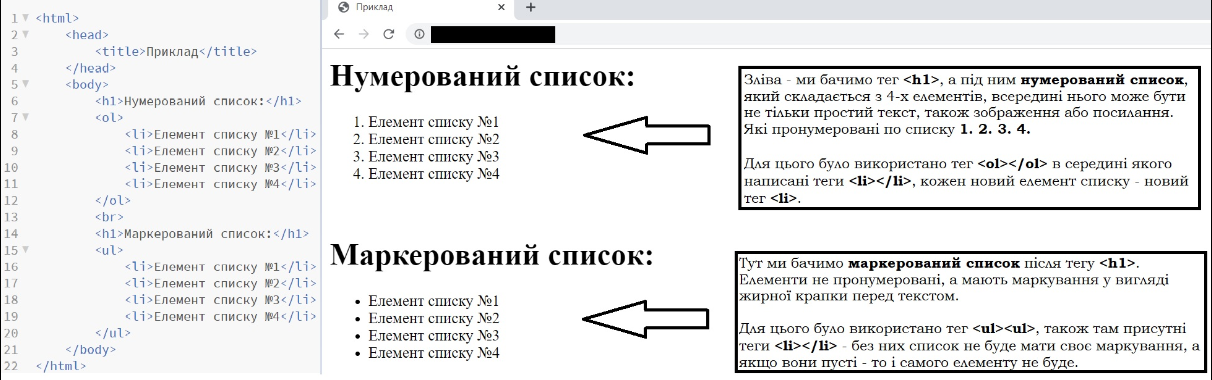 1 <html>
2 <head>
3 <title>Приклад</title>
4 </head>
5 <body>
6 <h1>Нумерований список:</h1>
7 <ol>
8 <li>Елемент списку №1</li>
9 <li>Елемент списку №2</li>
10 <li>Елемент списку №3</li>
11 <li>Елемент списку №4</li>
12 </ol>
13 <br>
14 <h1>Маркерований список:</h1>
15 <ul>
16 <li>Елемент списку №1</li>
17 <li>Елемент списку №2</li>
18 <li>Елемент списку №3</li>
19 <li>Елемент списку №4</li>
20 </ul>
21 </body>
22 </html>
Приклад
Нумерований список:
1. Елемент списку №1
2. Елемент списку №2
3. Елемент списку №3
4. Елемент списку №4
Зліва - ми бачимо тег <h1>, а під ним нумерований список,
який складається з 4-х елементів, всередині нього може бути
не тільки простий текст, також зображення або посилання.
Які пронумеровані по списку 1. 2. 3. 4.
Для цього було використано тег <ol></ol> в середині якого
написані теги <li></li>, кожен новий елемент списку - новий
тег <li>.
Маркерований список:
• Елемент списку №1
• Елемент списку №2
• Елемент списку №3
• Елемент списку №4
Тут ми бачимо маркерований список після тегу <h1>.
Елементи не пронумеровані, а мають маркування у вигляді
жирної крапки перед текстом.
Для цього було використано тег <ul><ul>, також там присутні
теги <li></li> - без них список не буде мати своє маркування, а
якщо вони пусті - то і самого елементу не буде.